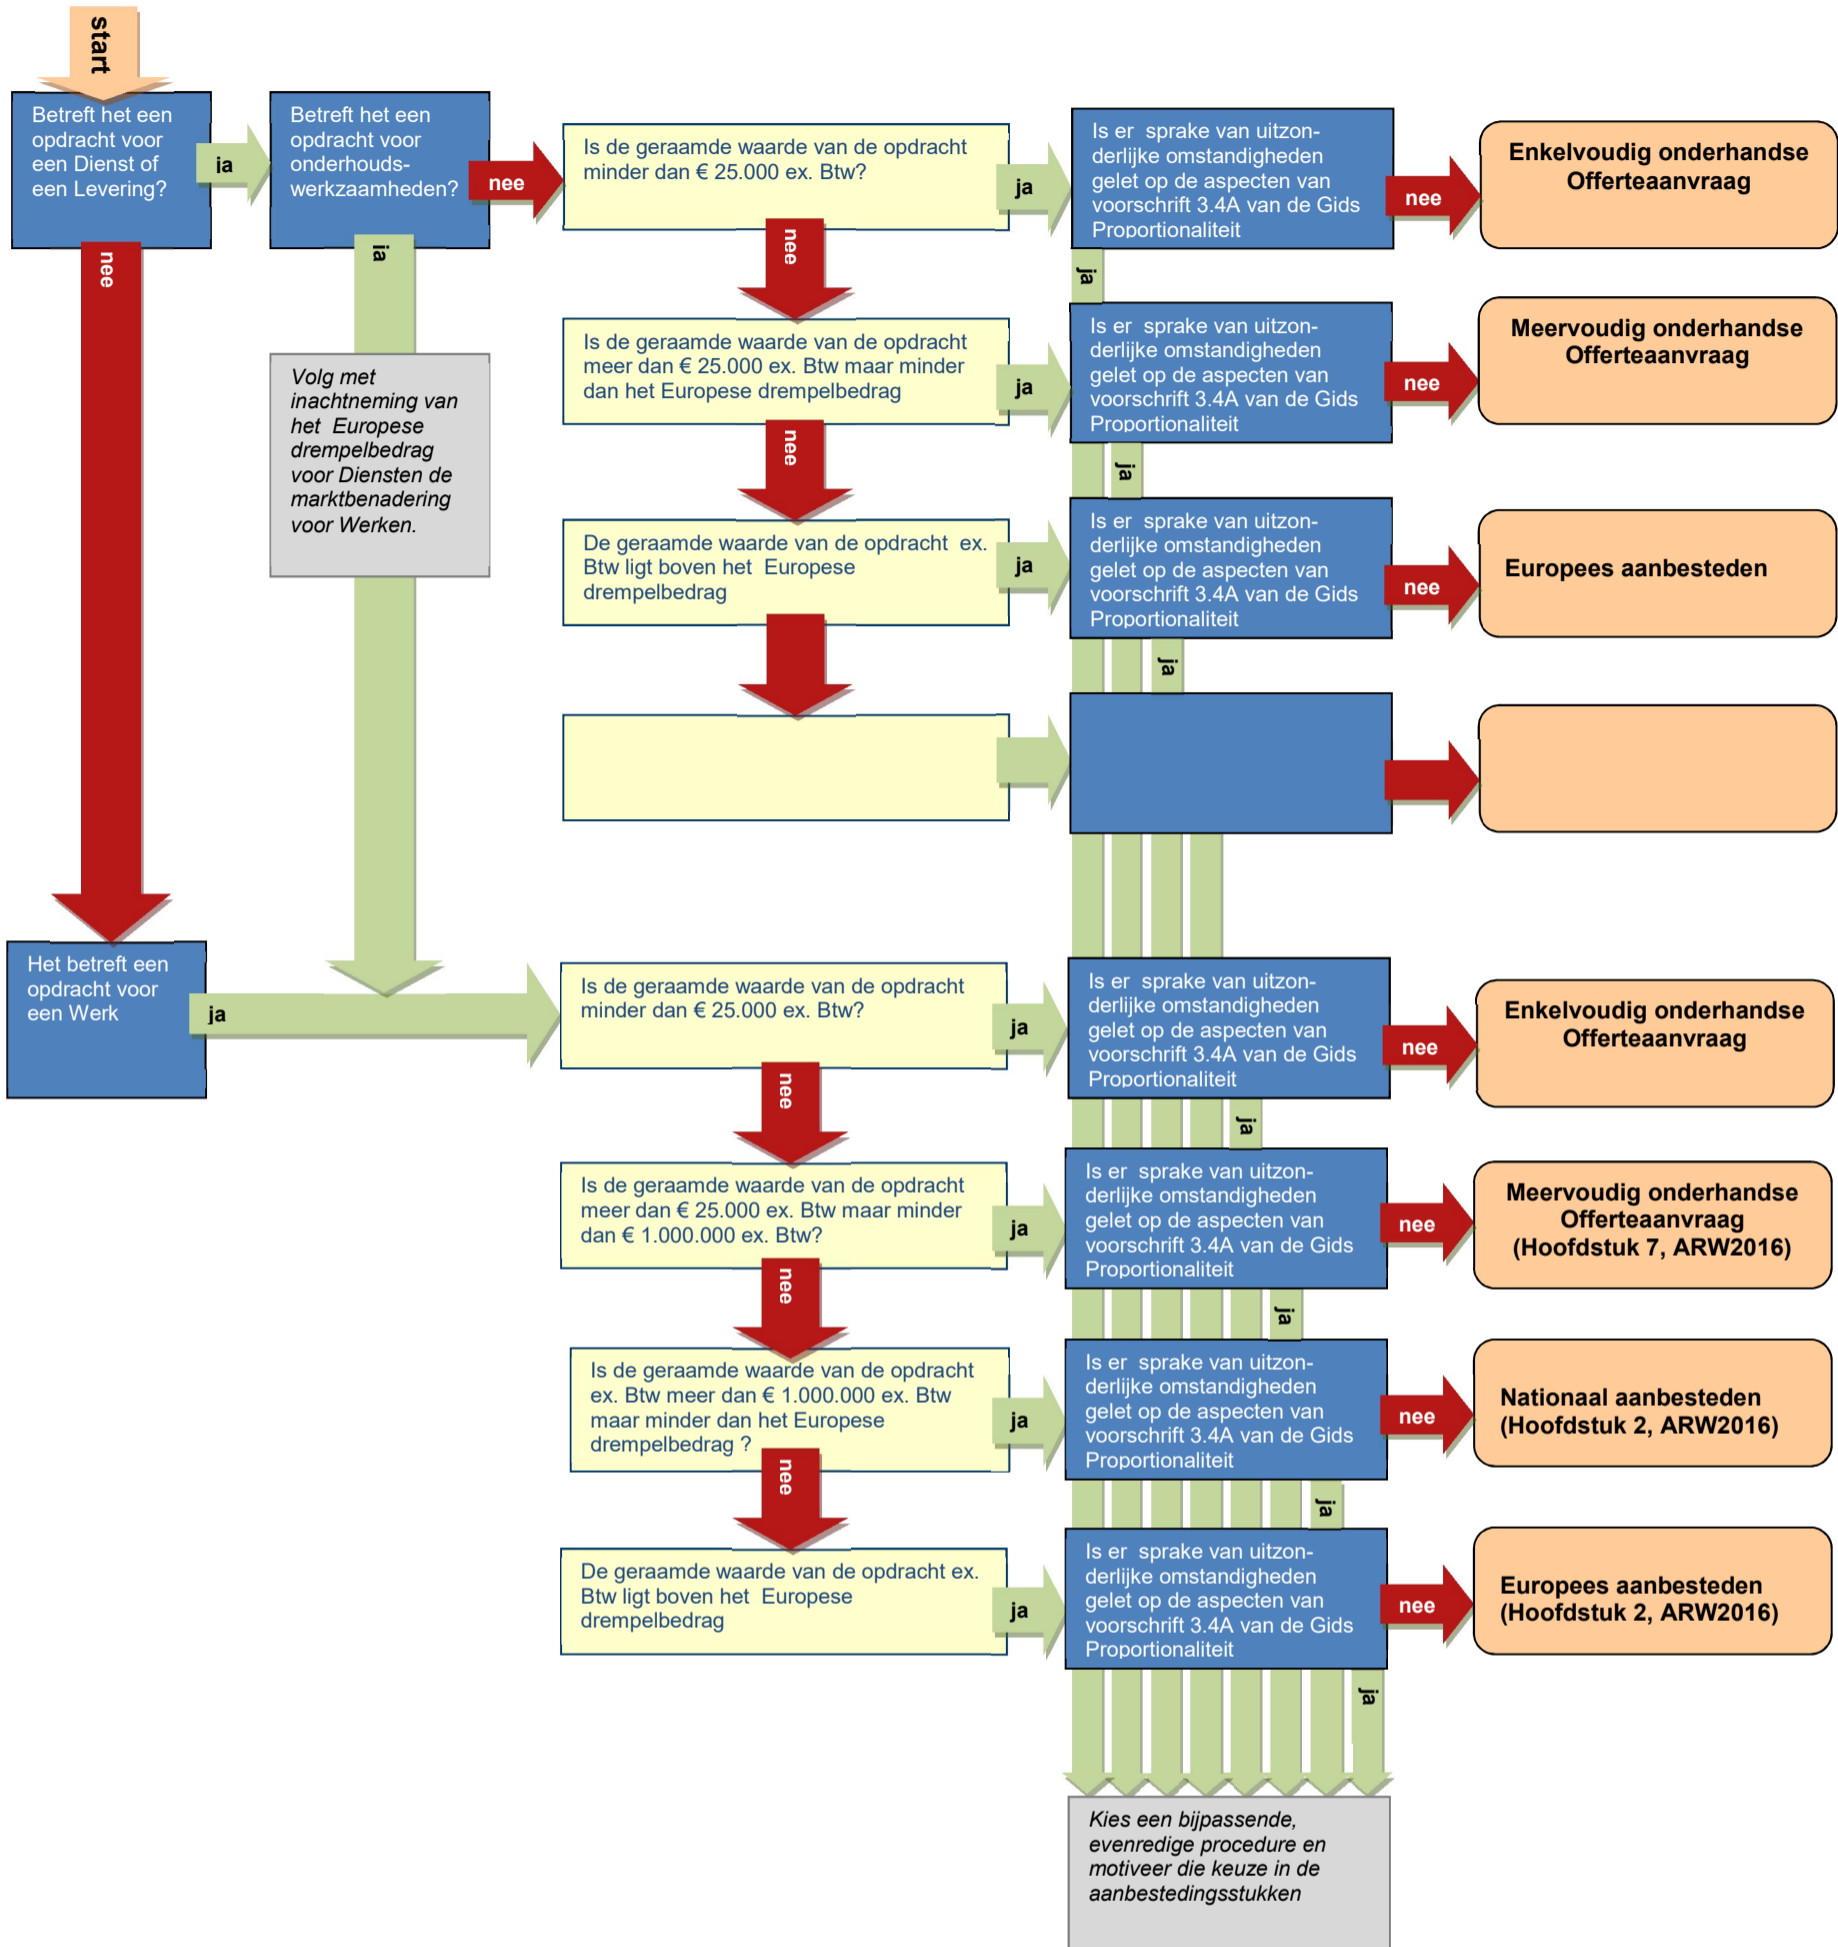 start
Betreft het een
opdracht voor
een Dienst of
een Levering?
ja
Betreft het een
opdracht voor
onderhouds-
werkzaamheden?
nee
Is de geraamde waarde van de opdracht
minder dan € 25.000 ex. Btw?
ja
Is er sprake van uitzon-
derlijke omstandigheden
gelet op de aspecten van
voorschrift 3.4A van de Gids
Proportionaliteit
nee
Enkelvoudig onderhandse
Offerteaanvraag
nee
ja
nee
ja
Volg met
inachtneming van
het Europese
drempelbedrag
voor Diensten de
marktbenadering
voor Werken.
Is de geraamde waarde van de opdracht
meer dan € 25.000 ex. Btw maar minder
dan het Europese drempelbedrag
ja
Is er sprake van uitzon-
derlijke omstandigheden
gelet op de aspecten van
voorschrift 3.4A van de Gids
Proportionaliteit
nee
Meervoudig onderhandse
Offerteaanvraag
nee
ja
De geraamde waarde van de opdracht ex.
Btw ligt boven het Europese
drempelbedrag
ja
Is er sprake van uitzon-
derlijke omstandigheden
gelet op de aspecten van
voorschrift 3.4A van de Gids
Proportionaliteit
nee
Europees aanbesteden
ja
Het betreft een
opdracht voor
een Werk
ja
Is de geraamde waarde van de opdracht
minder dan € 25.000 ex. Btw?
ja
Is er sprake van uitzon-
derlijke omstandigheden
gelet op de aspecten van
voorschrift 3.4A van de Gids
Proportionaliteit
nee
Enkelvoudig onderhandse
Offerteaanvraag
nee
ja
Is de geraamde waarde van de opdracht
meer dan € 25.000 ex. Btw maar minder
dan € 1.000.000 ex. Btw?
ja
Is er sprake van uitzon-
derlijke omstandigheden
gelet op de aspecten van
voorschrift 3.4A van de Gids
Proportionaliteit
nee
Meervoudig onderhandse
Offerteaanvraag
(Hoofdstuk 7, ARW2016)
nee
ja
Is de geraamde waarde van de opdracht
ex. Btw meer dan € 1.000.000 ex. Btw
maar minder dan het Europese
drempelbedrag ?
ja
Is er sprake van uitzon-
derlijke omstandigheden
gelet op de aspecten van
voorschrift 3.4A van de Gids
Proportionaliteit
nee
Nationaal aanbesteden
(Hoofdstuk 2, ARW2016)
nee
ja
De geraamde waarde van de opdracht ex.
Btw ligt boven het Europese
drempelbedrag
ja
Is er sprake van uitzon-
derlijke omstandigheden
gelet op de aspecten van
voorschrift 3.4A van de Gids
Proportionaliteit
nee
Europees aanbesteden
(Hoofdstuk 2, ARW2016)
ja
Kies een bijpassende,
evenredige procedure en
motiveer die keuze in de
aanbestedingsstukken